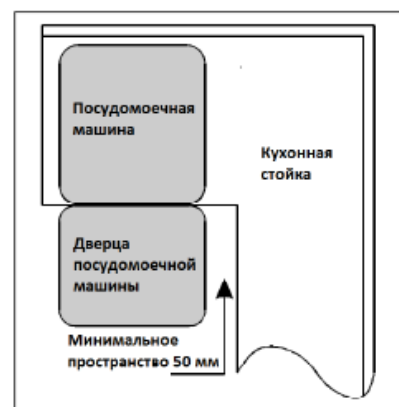 Посудомоечная
машина
Кухонная
стойка
Дверца
посудомоечной
машины
Минимальное
пространство 50 мм